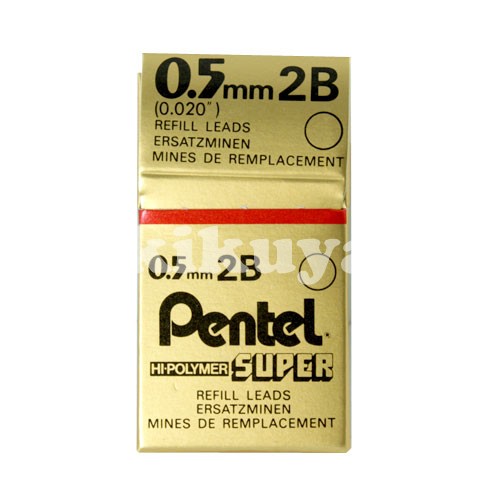 0.5mm 2B
(0.020")
REFILL LEADS
ERSATZMINEN
MINES DE REMPLACEMENT
kikuya
0.5mm 2B
Pentel.
HI-POLYMER SUPER
REFILL LEADS
ERSATZMINEN
MINES DE REMPLACEMENT